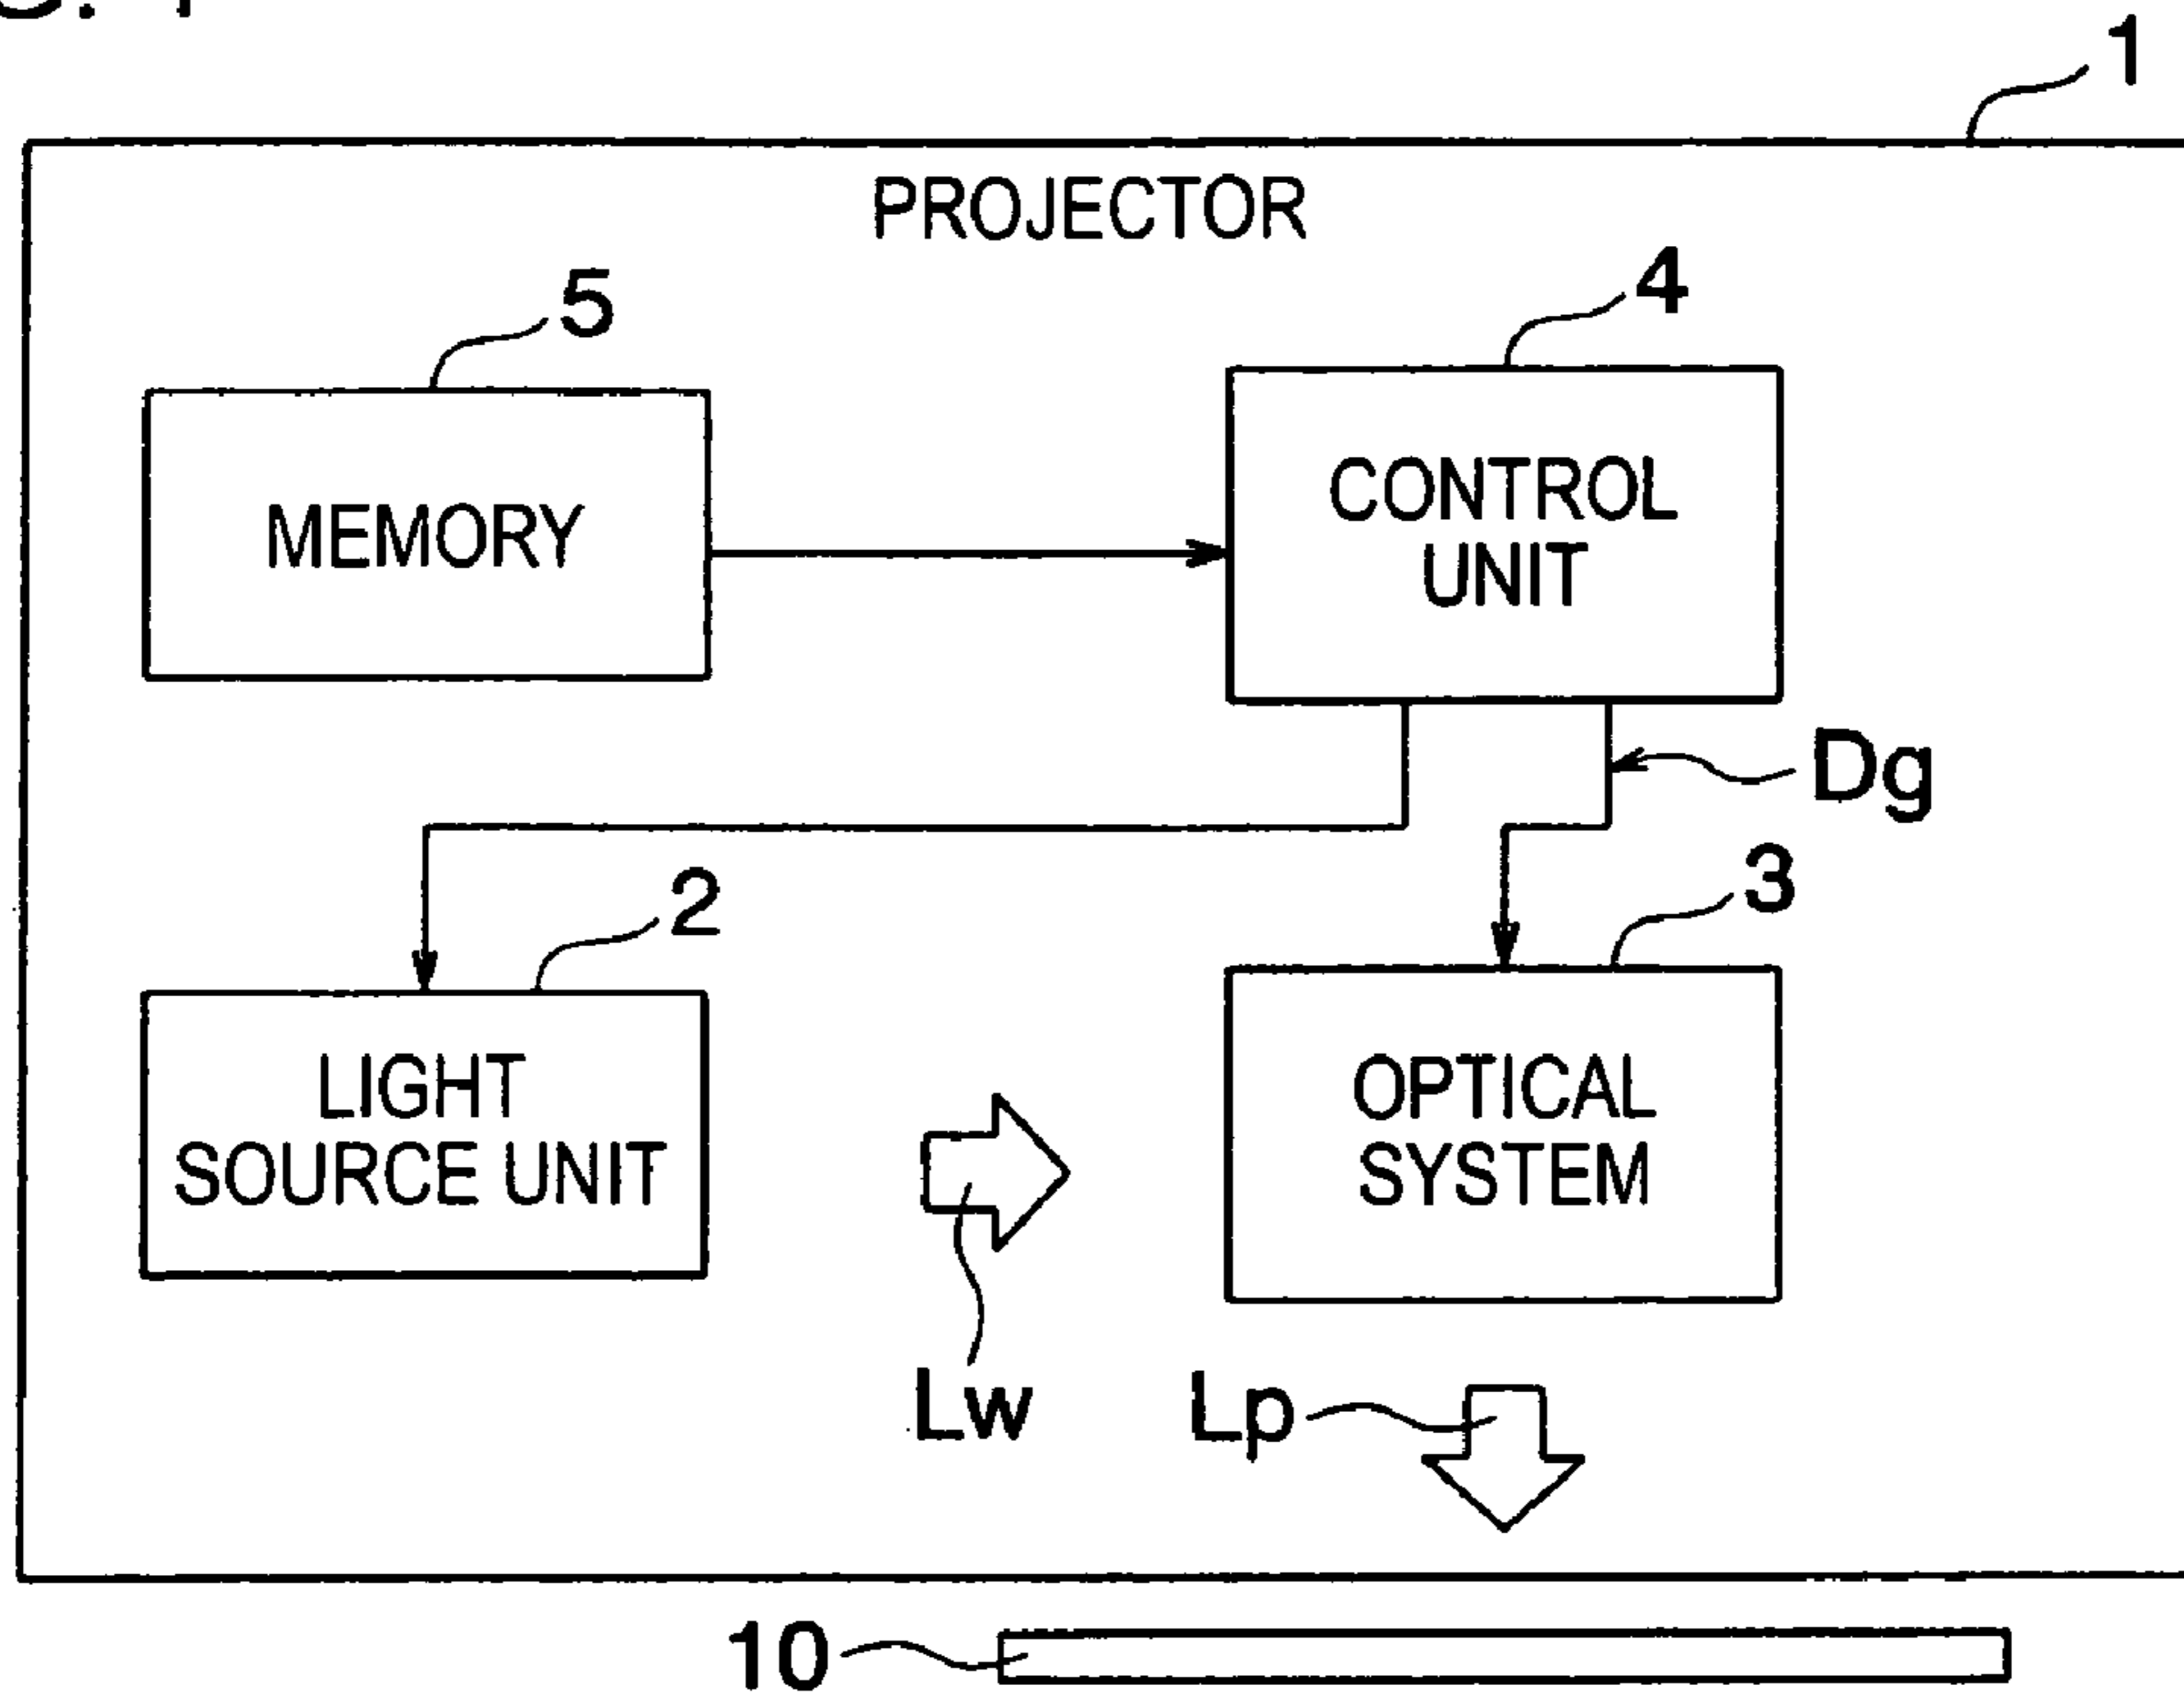 1
PROJECTOR
5
4
MEMORY
CONTROL
UNIT
Dg
2
3
LIGHT
SOURCE UNIT
OPTICAL
SYSTEM
Lw
Lp
10